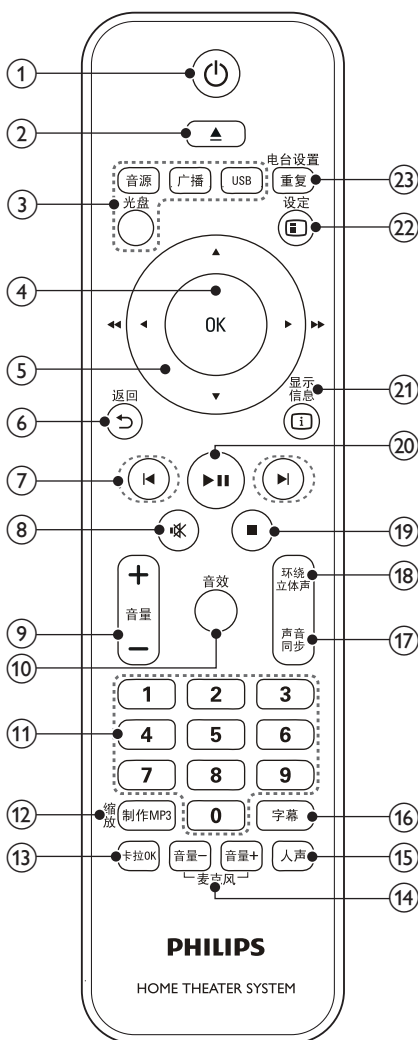 1
2
电台设置
音源 广播 USB 重复 23
光盘 设定
3 22
4
OK
5
显示
信息 21
返回
6
20
7
8 19
环绕
立体声 18
音效
音量
声音
同步 17
9
10
1 2 3
4 5 6
11
7 8 9
缩放 制作MP3 0 字幕 16
12
卡拉OK 音量- 音量+ 人声 15
13
麦克风 14
PHILIPS
HOME THEATER SYSTEM